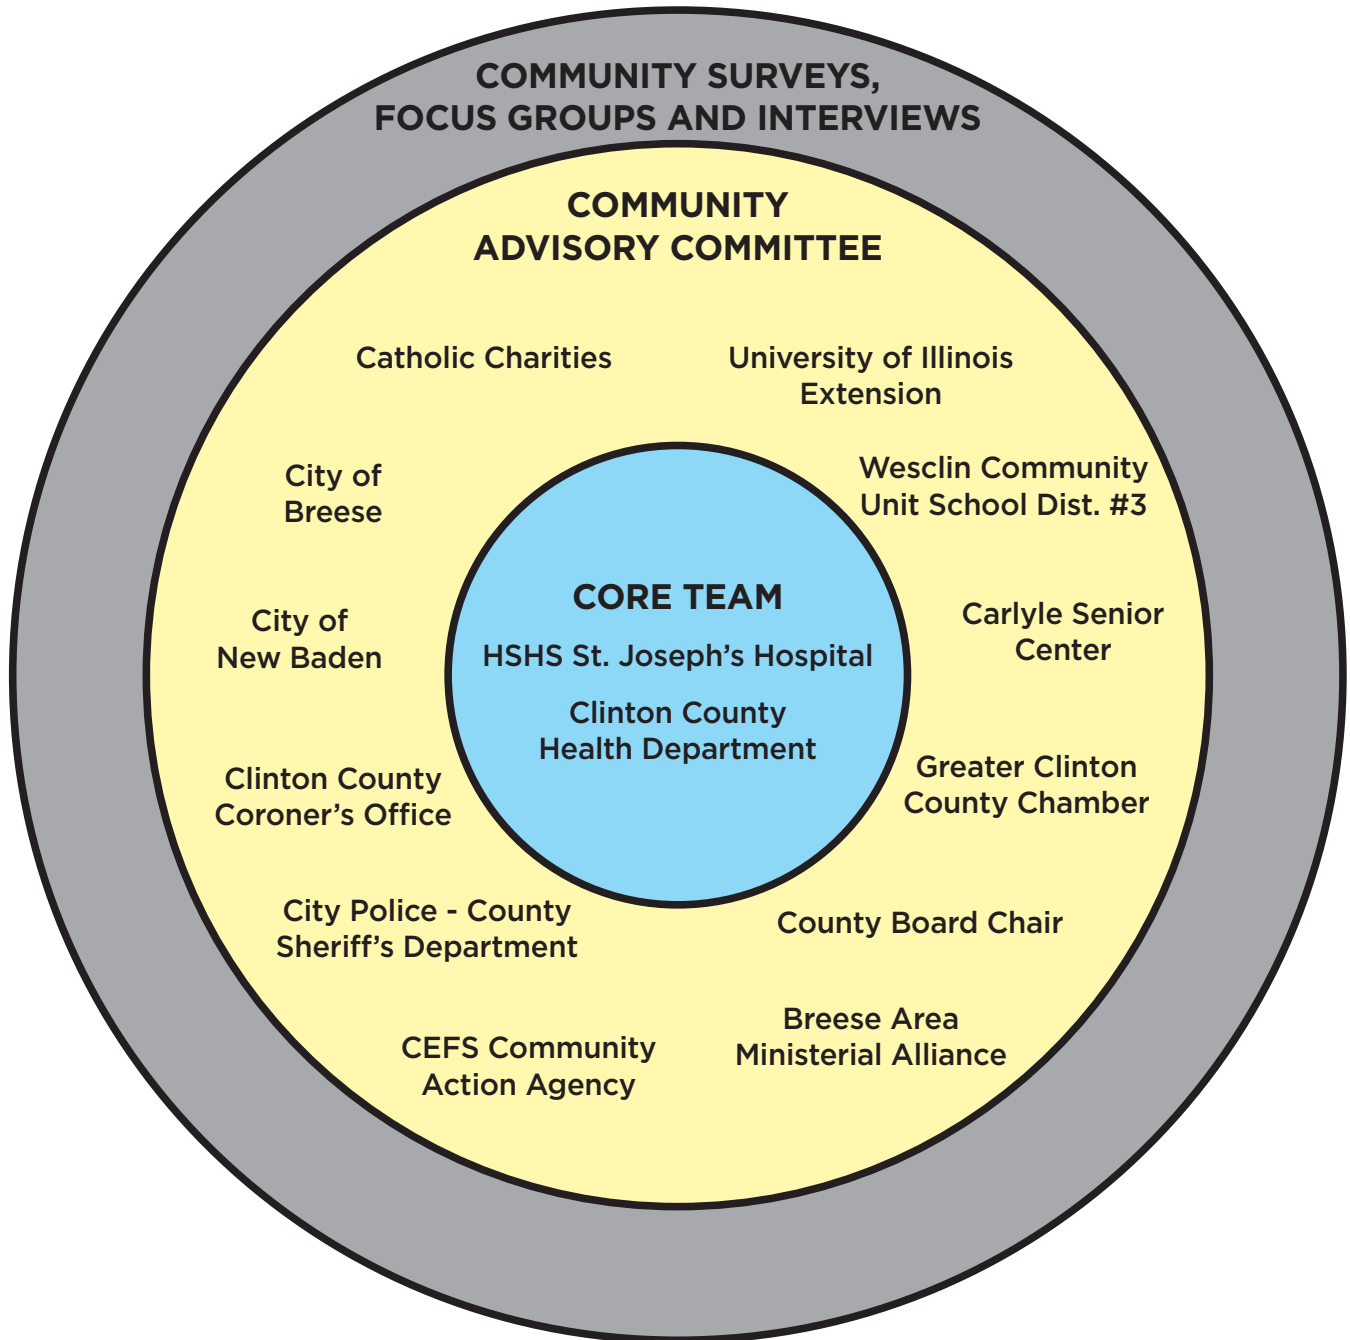 COMMUNITY SURVEYS,
FOCUS GROUPS AND INTERVIEWS
COMMUNITY
ADVISORY COMMITTEE
Catholic Charities
University of Illinois
Extension
City of
Breese
Wesclin Community
Unit School Dist. #3
CORE TEAM
HSHS St. Joseph’s Hospital
Clinton County
Health Department
City of
New Baden
Carlyle Senior
Center
Clinton County
Coroner’s Office
Greater Clinton
County Chamber
City Police - County
Sheriff’s Department
County Board Chair
CEFS Community
Action Agency
Breese Area
Ministerial Alliance